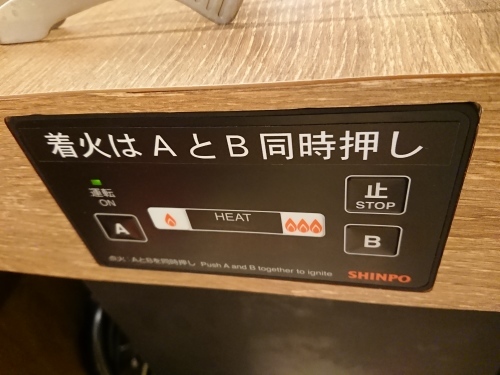 着火はAとB同時押し
運転
ON
止
STOP
A
HEAT
B
点火:AとBを同時押し Push A and B together to ignite
SHINPO